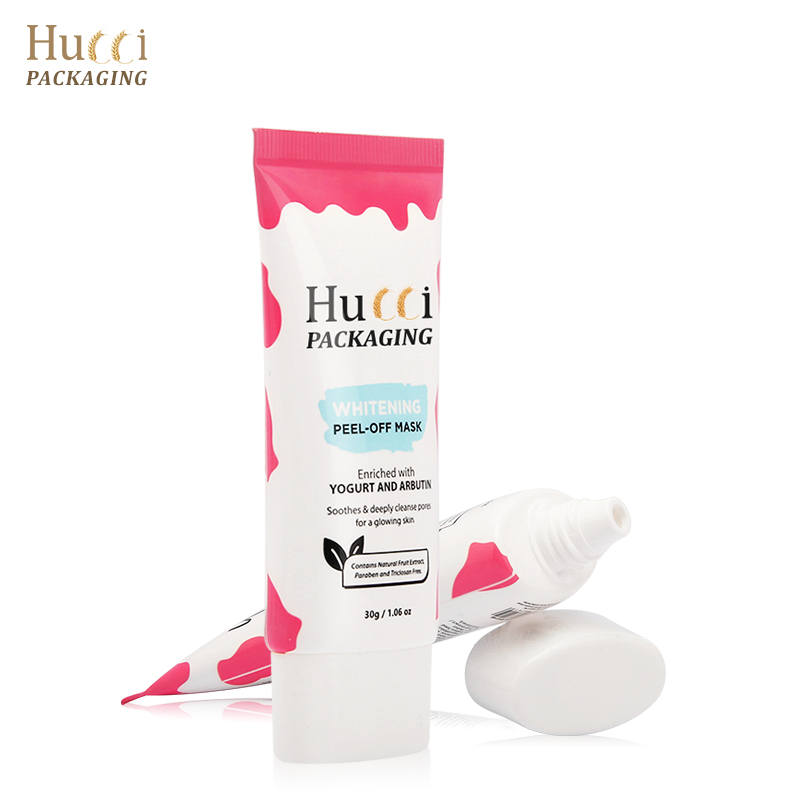 Hucci
PACKAGING
Hucci
PACKAGING
WHITENING
PEEL-OFF MASK
Enriched with
YOGURT AND ARBUTIN
Soothes & deeply cleanse pores
for a glowing skin
Contains Natural Fruit Extract,
Paraben and Triclosan Free.
30g / 1.06 oz